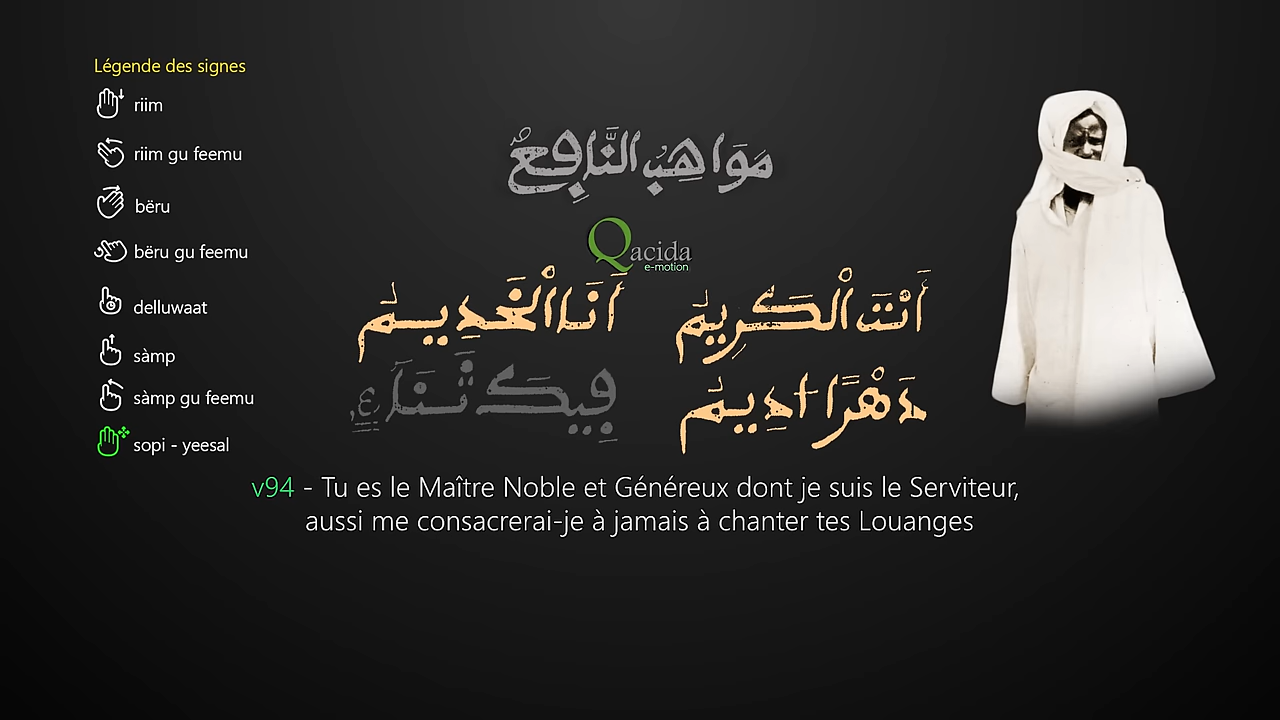 Légende des signes
riim
riim gu feemu
bëru
bëru gu feemu
delluwaat
sàmp
sàmp gu feemu
sopi - yeesal
مَوَاهِبُ النَّافِعِ
Qacida
e-motion
أَنْتَ الْكَرِيمُ أَنَا الْخَدِيمُ
دَهْرًا ادِيمُ فِيكَ ثَنَاءِ
v94 - Tu es le Maître Noble et Généreux dont je suis le Serviteur,
aussi me consacrerai-je à jamais à chanter tes Louanges